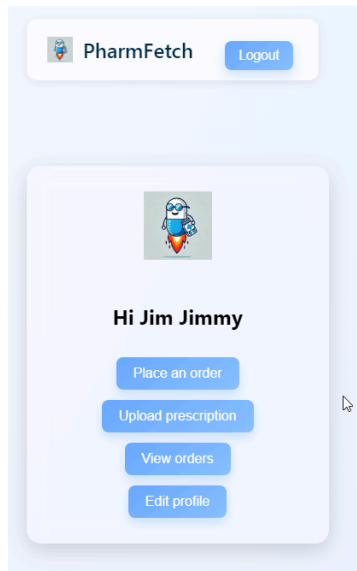 PharmFetch
Logout
Hi Jim Jimmy
Place an order
Upload prescription
View orders
Edit profile